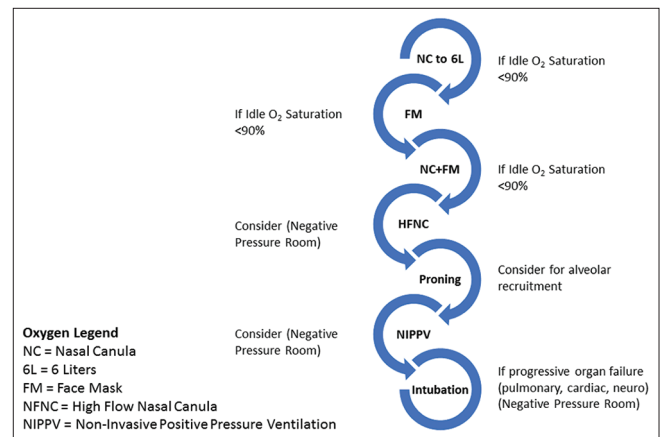 NC to 6L
If Idle O₂ Saturation
<90%
If Idle O₂ Saturation
<90%
FM
NC+FM
If Idle O₂ Saturation
<90%
Consider (Negative
Pressure Room)
HFNC
Proning
Consider for alveolar
recruitment
Consider (Negative
Pressure Room)
NIPPV
Intubation
If progressive organ failure
(pulmonary, cardiac, neuro)
(Negative Pressure Room)
Oxygen Legend
NC = Nasal Canula
6L = 6 Liters
FM = Face Mask
NFNC = High Flow Nasal Canula
NIPPV = Non-Invasive Positive Pressure Ventilation